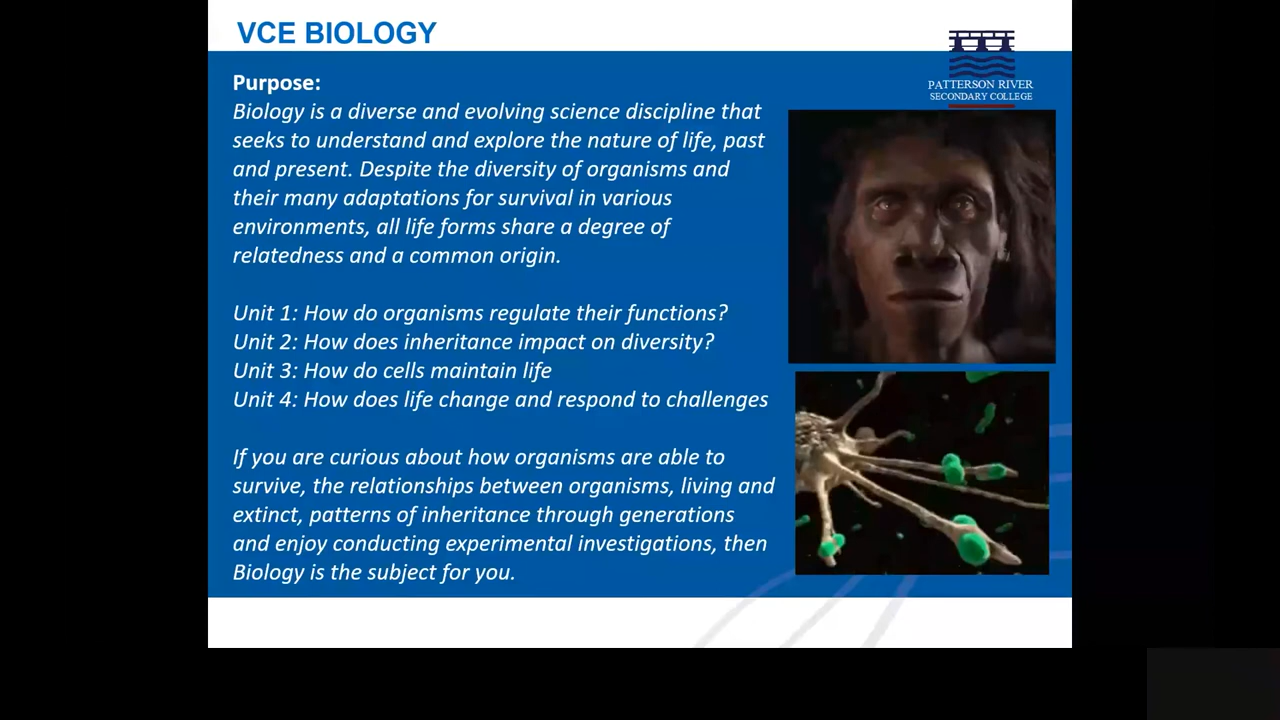 VCE BIOLOGY
PATTERSON RIVER
SECONDARY COLLEGE
Purpose:
Biology is a diverse and evolving science discipline that
seeks to understand and explore the nature of life, past
and present. Despite the diversity of organisms and
their many adaptations for survival in various
environments, all life forms share a degree of
relatedness and a common origin.
Unit 1: How do organisms regulate their functions?
Unit 2: How does inheritance impact on diversity?
Unit 3: How do cells maintain life
Unit 4: How does life change and respond to challenges
If you are curious about how organisms are able to
survive, the relationships between organisms, living and
extinct, patterns of inheritance through generations
and enjoy conducting experimental investigations, then
Biology is the subject for you.